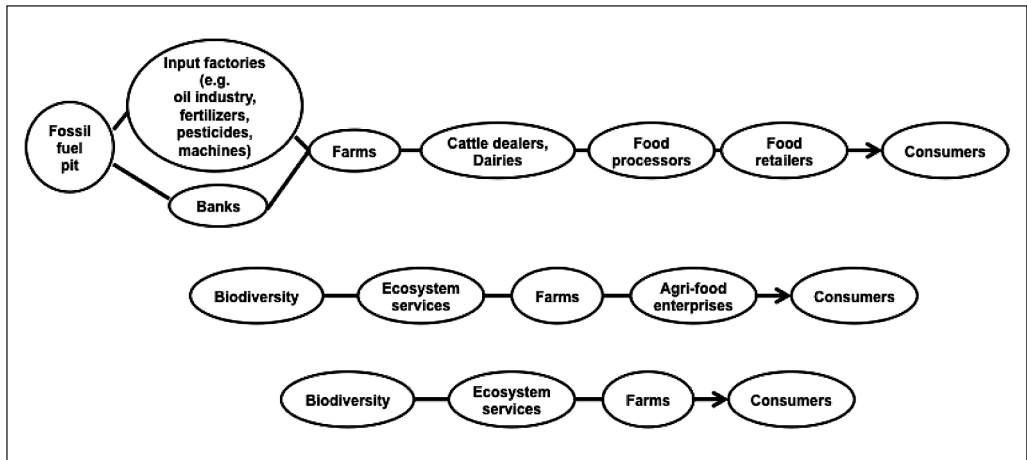 Input factories
(e.g.
oil industry,
fertilizers,
pesticides,
machines)
Fossil
fuel
pit
Banks
Farms
Cattle dealers,
Dairies
Food
processors
Food
retailers
Consumers
Biodiversity
Ecosystem
services
Farms
Agri-food
enterprises
Consumers
Biodiversity
Ecosystem
services
Farms
Consumers